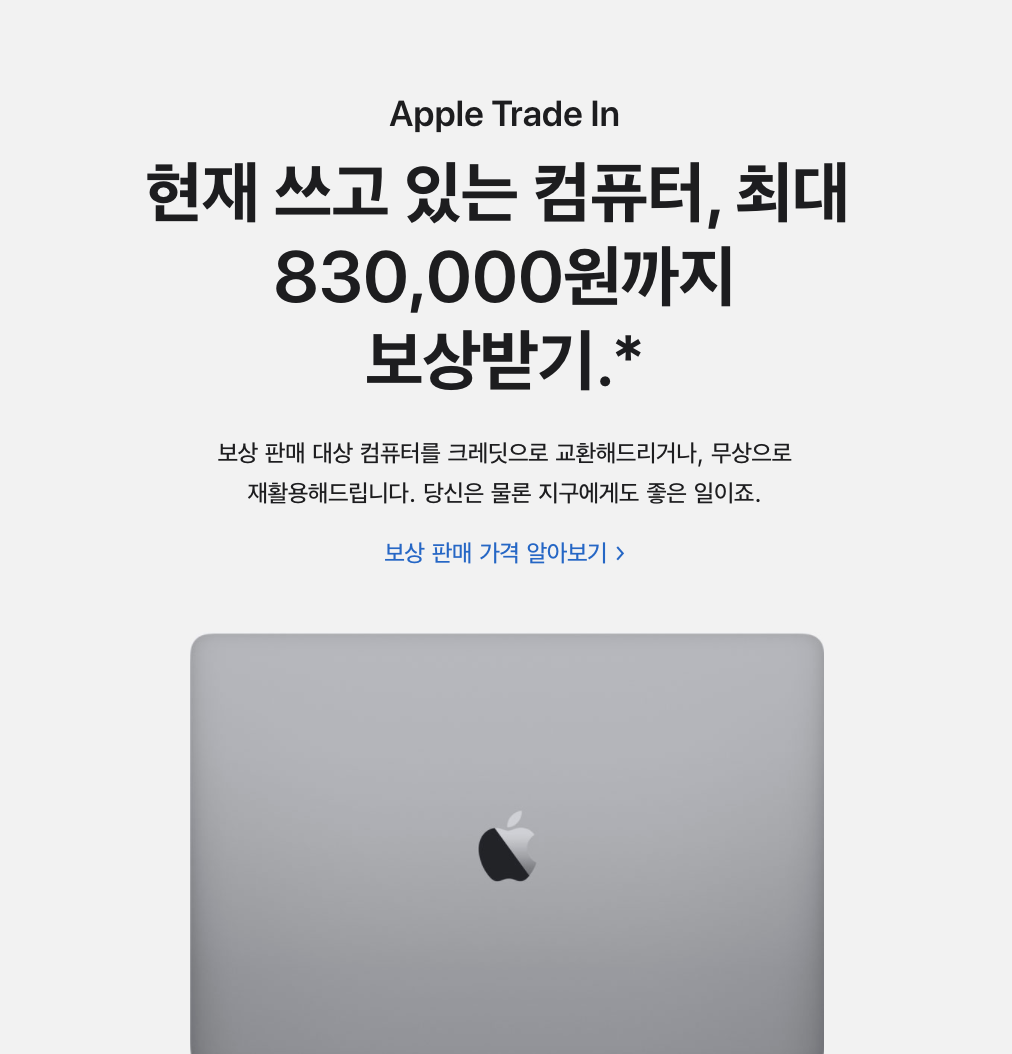 Apple Trade In
현재 쓰고 있는 컴퓨터, 최대
830,000원까지
보상받기.*
보상 판매 대상 컴퓨터를 크레딧으로 교환해드리거나, 무상으로
재활용해드립니다. 당신은 물론 지구에게도 좋은 일이죠.
보상 판매 가격 알아보기 >